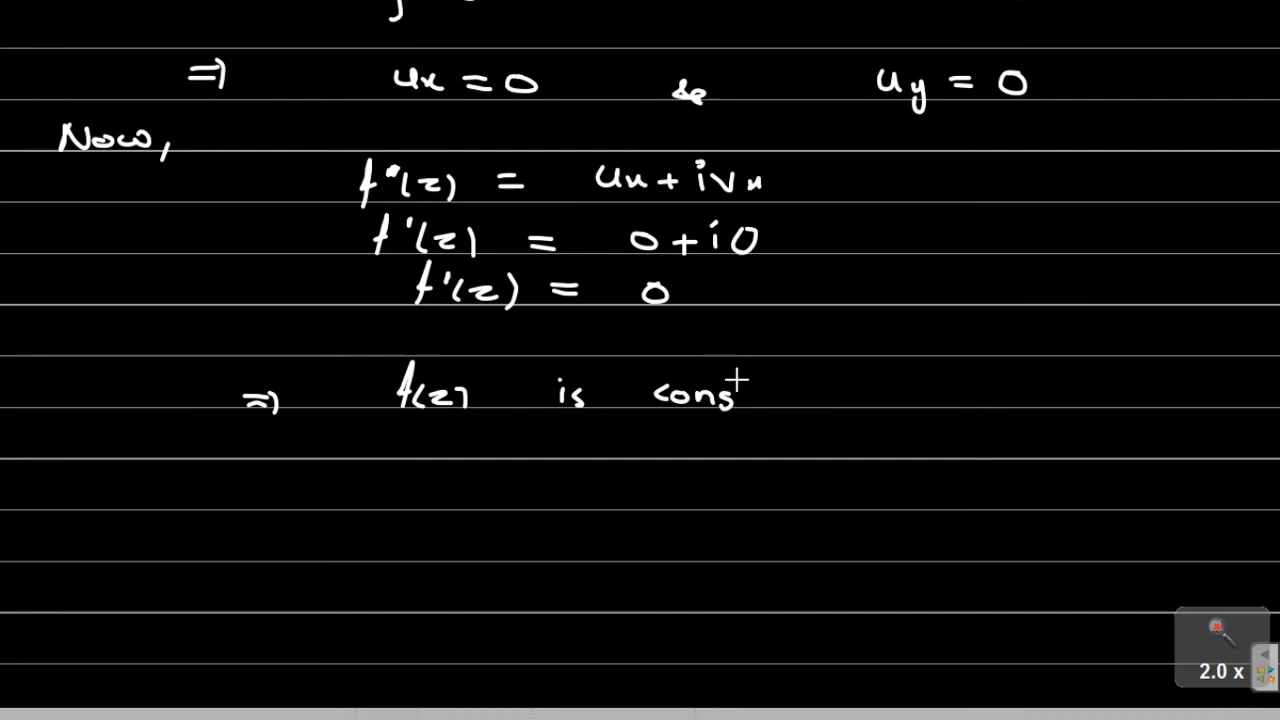 ⇒ ux = 0 & uy = 0
Now,
f'(z) = ux + ivx
f'(z) = 0 + i0
f'(z) = 0
⇒ f(z) is const
2.0 x